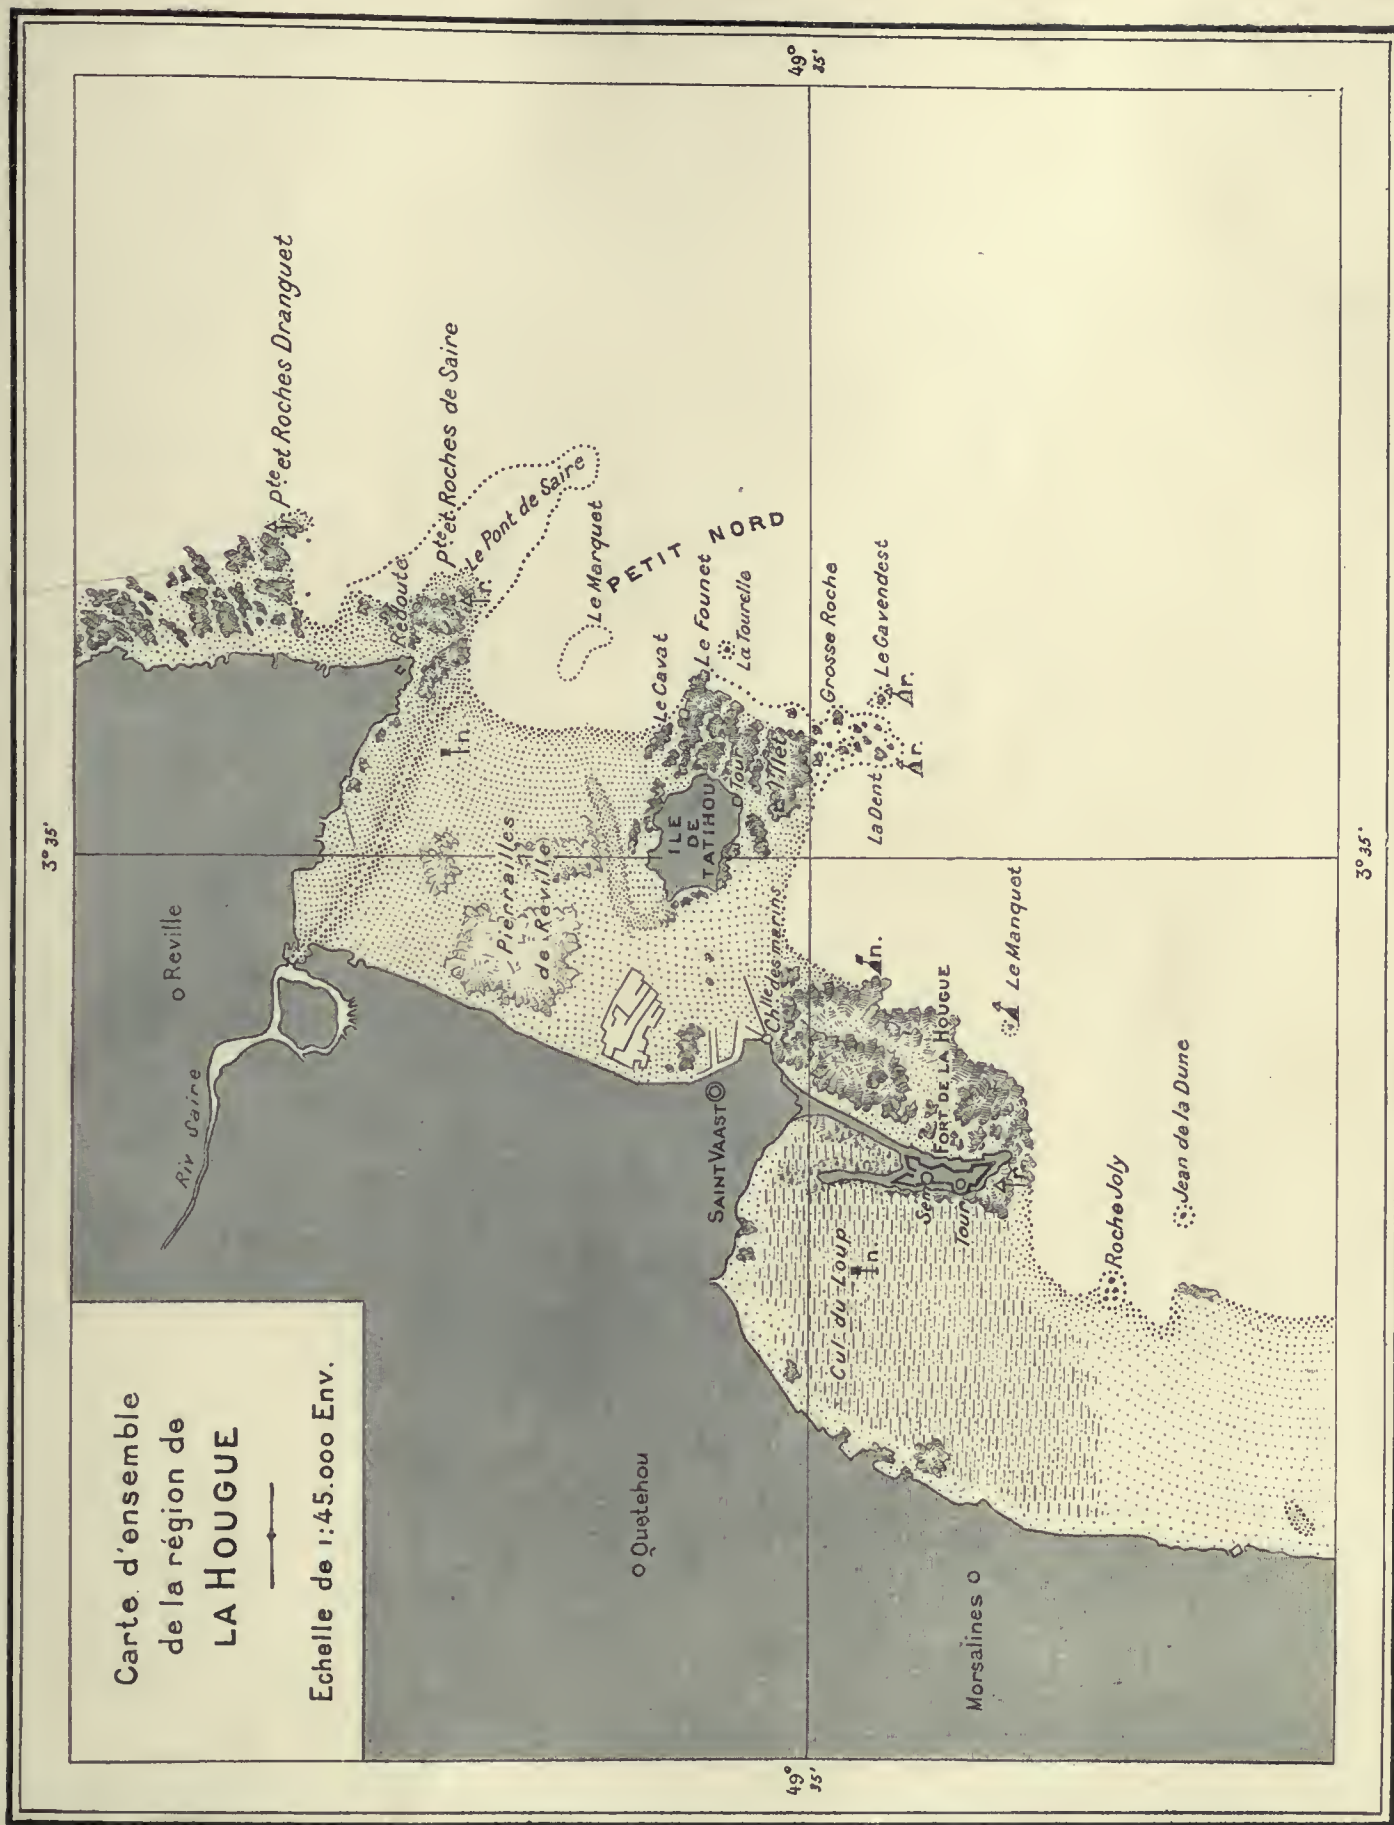 Carte d'ensemble
de la région de
LA HOUGUE
Echelle de 1:45.000 Env.
3° 35'
49° 35'
49° 35'
3° 35'
Riv Saire
Réville
Pte et Roches Dranguet
Redoute
Pte et Roches de Saire
Le Pont de Saire
r.
n.
Pierrailles
de Réville
Le Marquet
PETIT NORD
Le Cavat
Le Founet
La Tourelle
ILE
DE
TATIHOU
Tour
L'Ilet
Grosse Roche
Le Gavendest
r.
La Dent
r.
Quetehou
SAINT VAAST
Chlle des marins
n.
FORT DE LA HOUGUE
Le Manquet
Sem
Tour
r.
Cul du Loup
n.
Roche Joly
Jean de la Dune
Morsalines